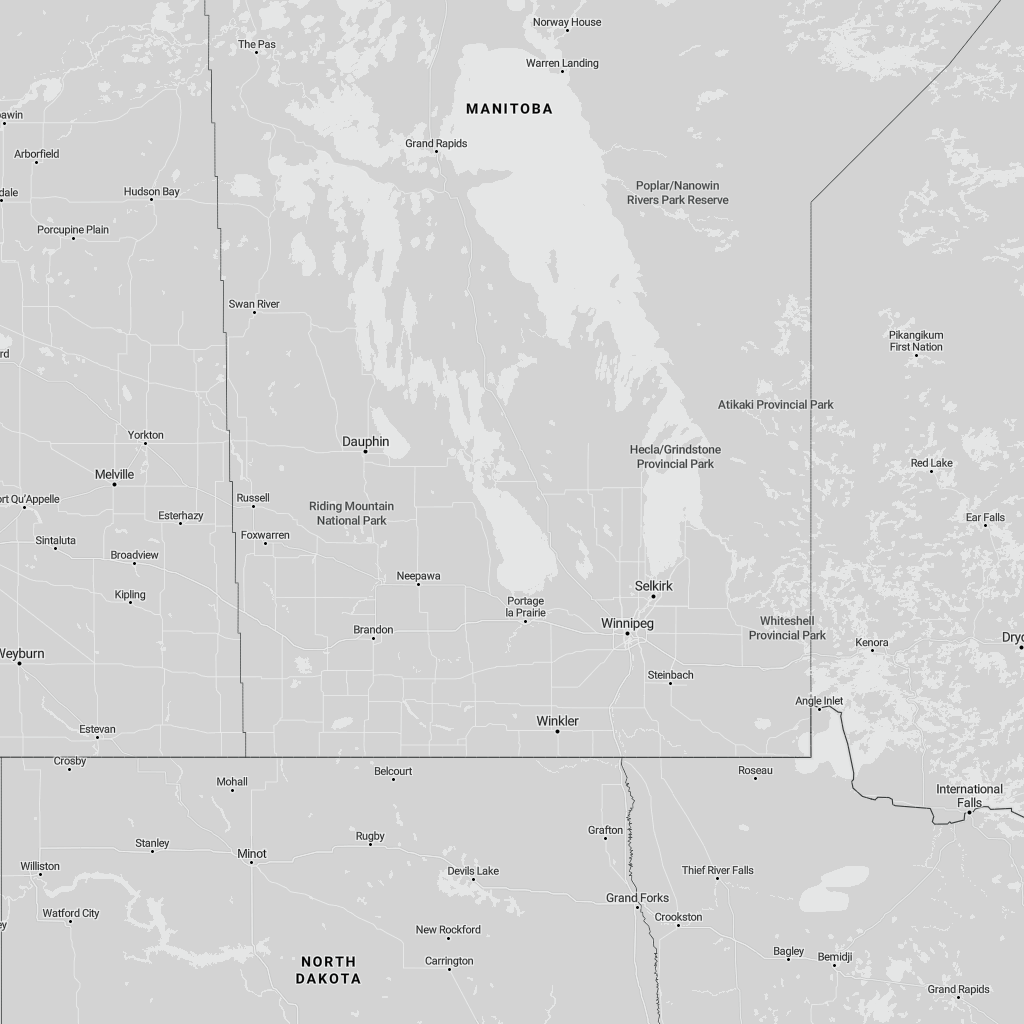 Norway House
The Pas
Warren Landing
MANITOBA
Grand Rapids
Arborfield
Poplar/Nanowin
Rivers Park Reserve
Hudson Bay
Porcupine Plain
Swan River
Pikangikum
First Nation
Atikaki Provincial Park
Yorkton
Dauphin
Hecla/Grindstone
Provincial Park
Red Lake
Melville
Russell
ort Qu'Appelle
Riding Mountain
National Park
Esterhazy
Ear Falls
Sintaluta
Foxwarren
Broadview
Neepawa
Selkirk
Kipling
Portage
la Prairie
Winnipeg
Whiteshell
Provincial Park
Brandon
Kenora
Dryd
Weyburn
Steinbach
Angle Inlet
Winkler
Estevan
Crosby
Belcourt
Roseau
Mohall
International
Falls
Grafton
Rugby
Stanley
Minot
Williston
Devils Lake
Thief River Falls
Grand Forks
Watford City
Crookston
New Rockford
Bagley
Bemidji
Carrington
NORTH
DAKOTA
Grand Rapids